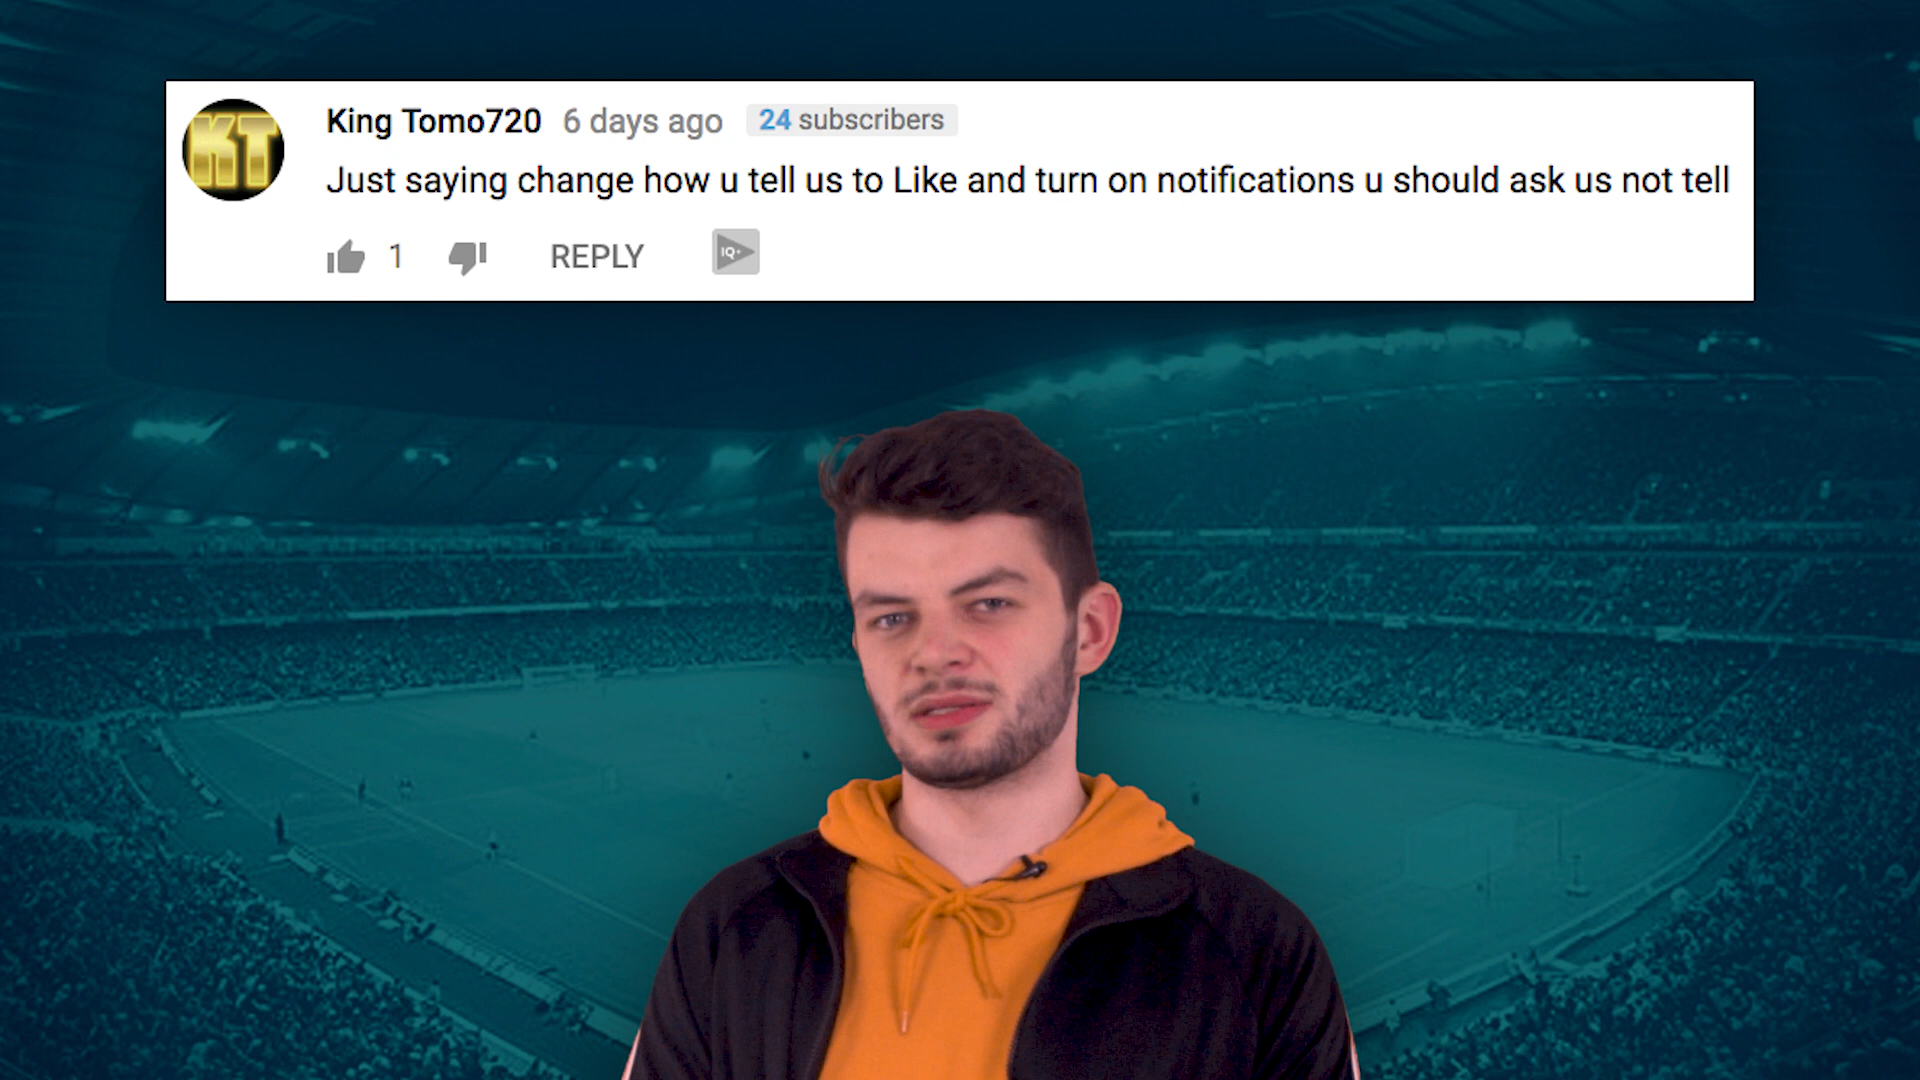 KT
King Tomo720 6 days ago 24 subscribers
Just saying change how u tell us to Like and turn on notifications u should ask us not tell
1 REPLY IQ+